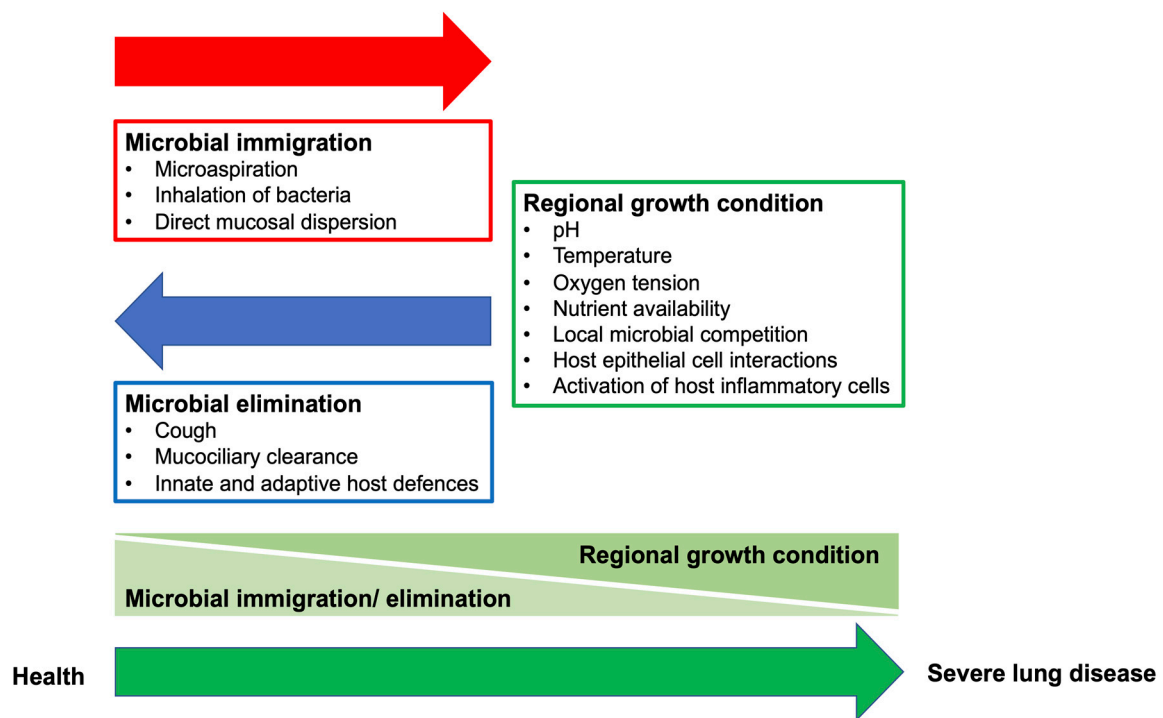 Microbial immigration
• Microaspiration
• Inhalation of bacteria
• Direct mucosal dispersion
Regional growth condition
• pH
• Temperature
• Oxygen tension
• Nutrient availability
• Local microbial competition
• Host epithelial cell interactions
• Activation of host inflammatory cells
Microbial elimination
• Cough
• Mucociliary clearance
• Innate and adaptive host defences
Regional growth condition
Microbial immigration/ elimination
Health
Severe lung disease